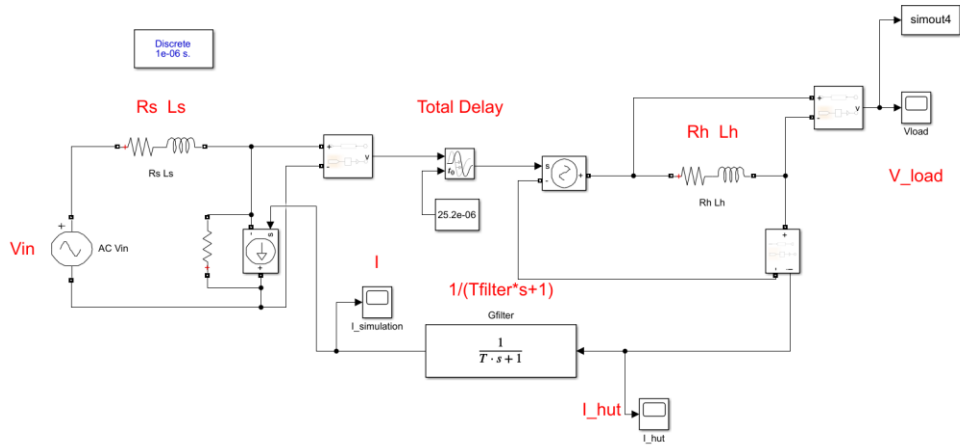 Discrete
1e-06 s.
simout4
Rs Ls
Total Delay
Rh Lh
Vload
V_load
Rs Ls
Rh Lh
25.2e-06
Vin
AC Vin
I
I_simulation
1/(Tfilter*s+1)
Gfilter
1
T · s + 1
I_hut
I_hut
+
-
v
+
-
v
t₀
s
-
+
+
-
s
+
+
-